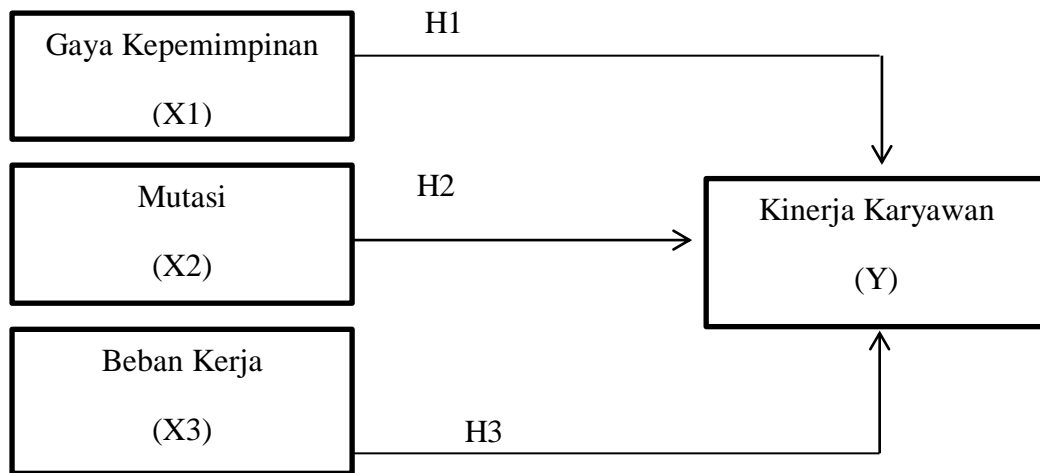 H1
Gaya Kepemimpinan
(X1)
Mutasi
(X2)
H2
Kinerja Karyawan
(Y)
Beban Kerja
(X3)
H3